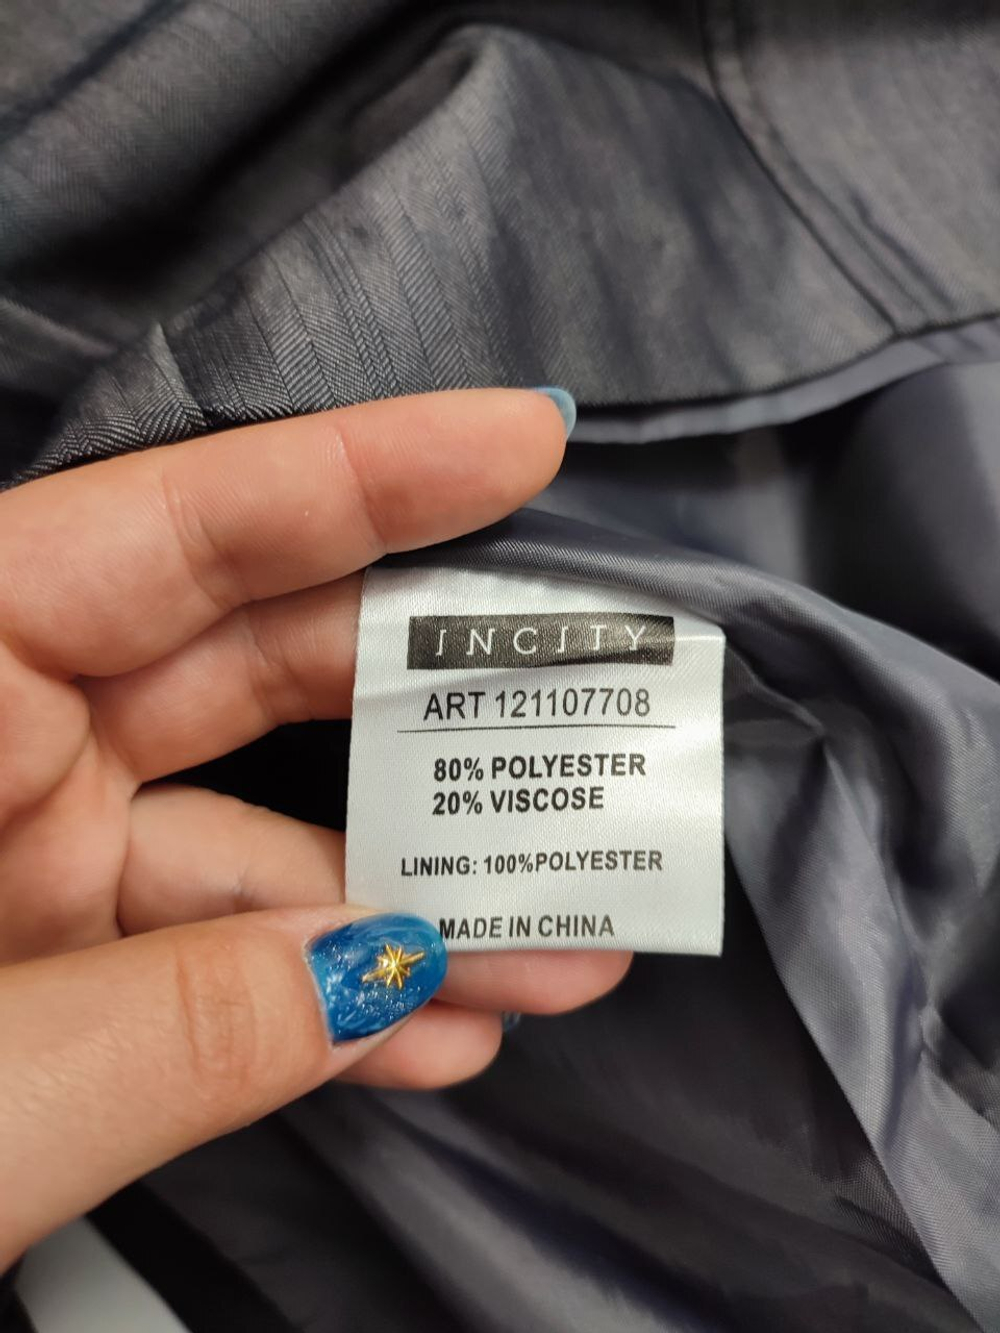 INCITY
ART 121107708
80% POLYESTER
20% VISCOSE
LINING: 100%POLYESTER
MADE IN CHINA